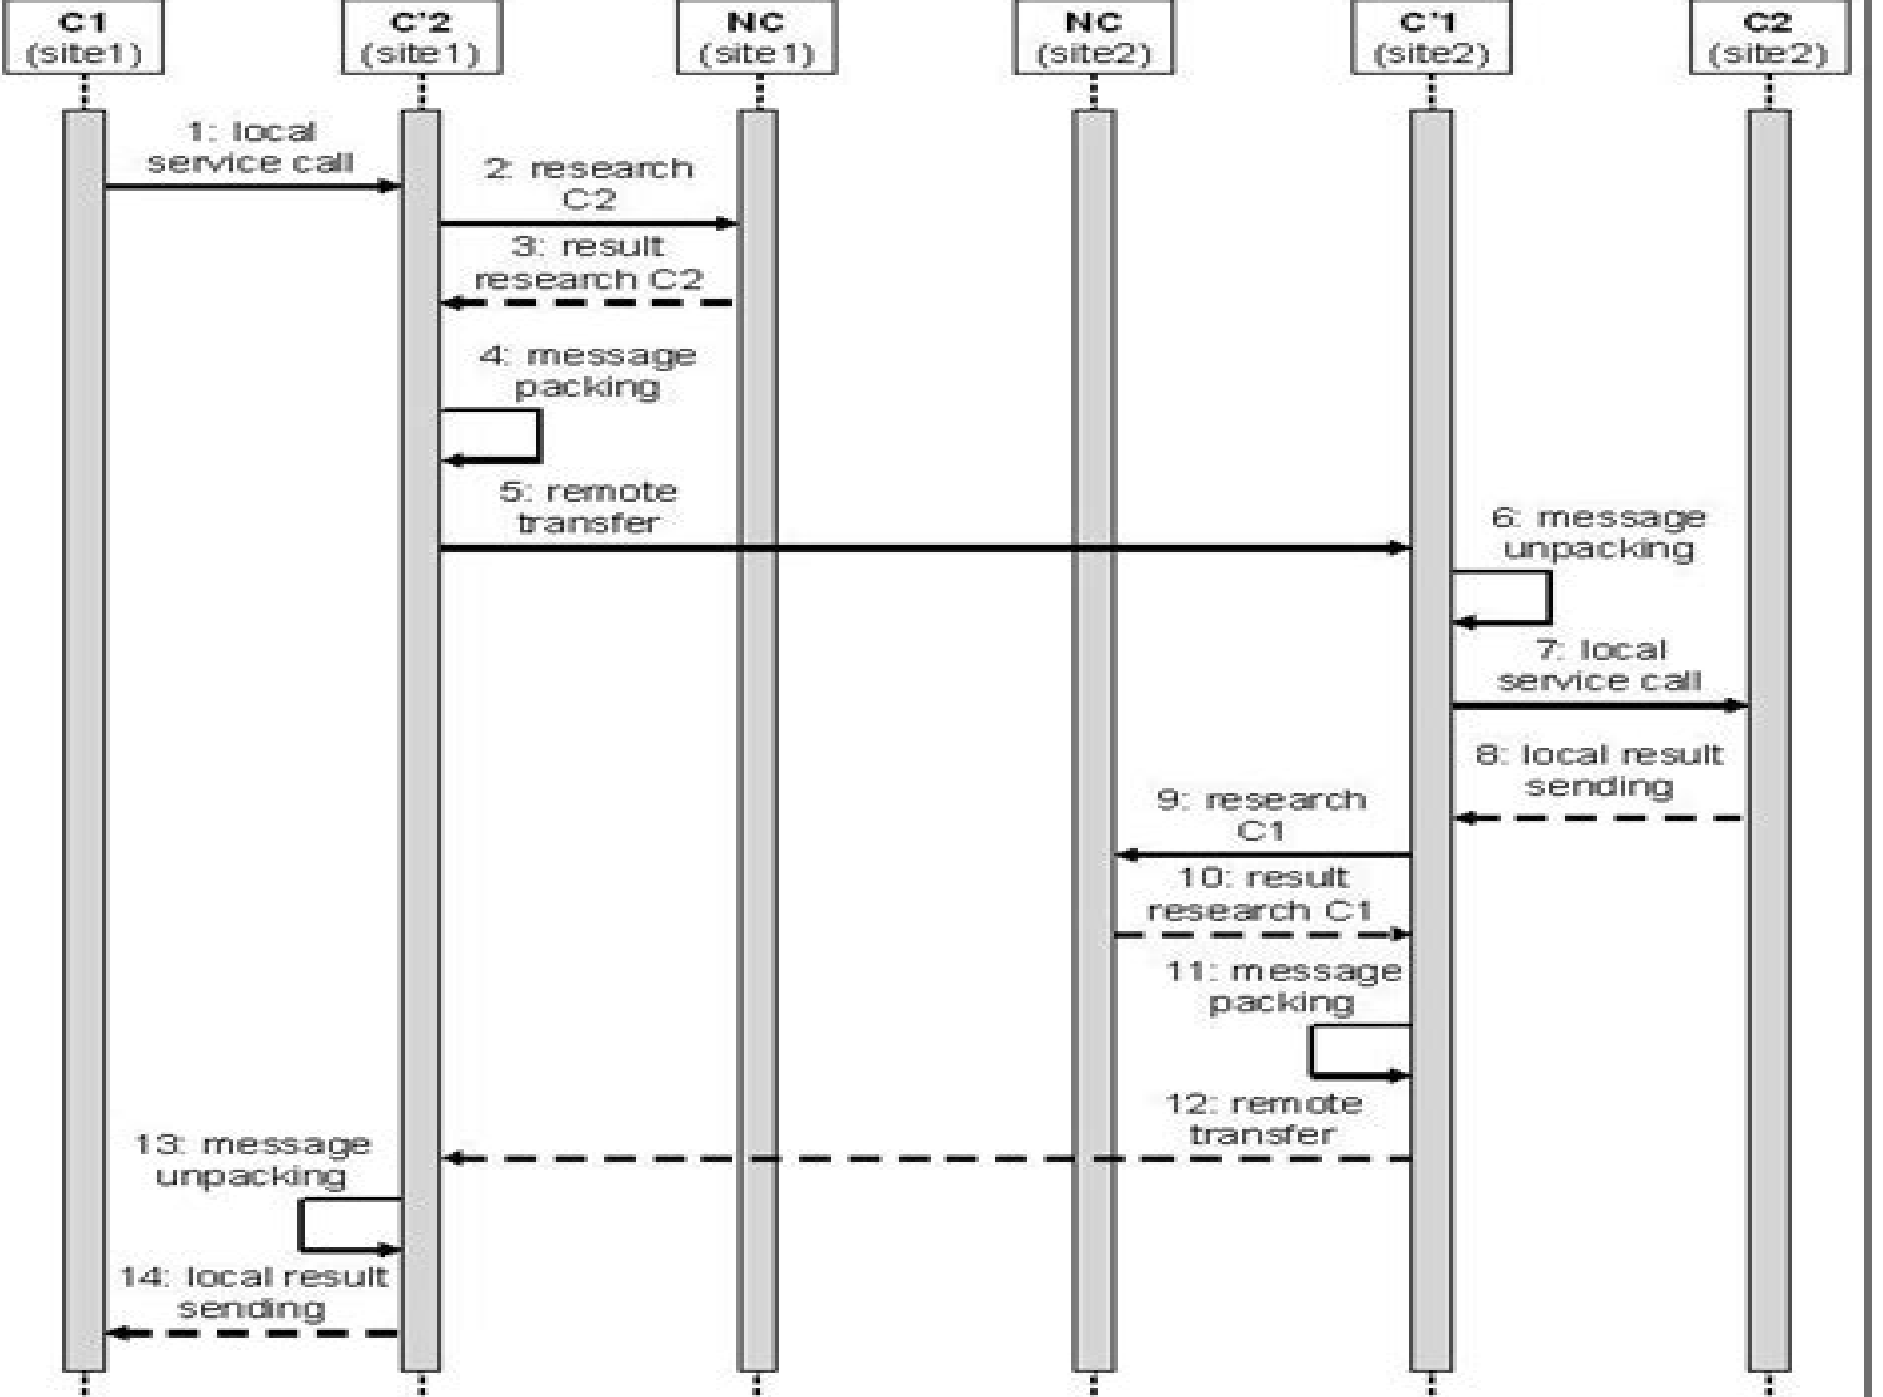 C1
(site1)
C'2
(site1)
NC
(site1)
NC
(site2)
C'1
(site2)
C2
(site2)
1: local
service call
2: research
C2
3: result
research C2
4: message
packing
5: remote
transfer
6: message
unpacking
7: local
service call
8: local result
sending
9: research
C1
10: result
research C1
11: message
packing
12: remote
transfer
13: message
unpacking
14: local result
sending